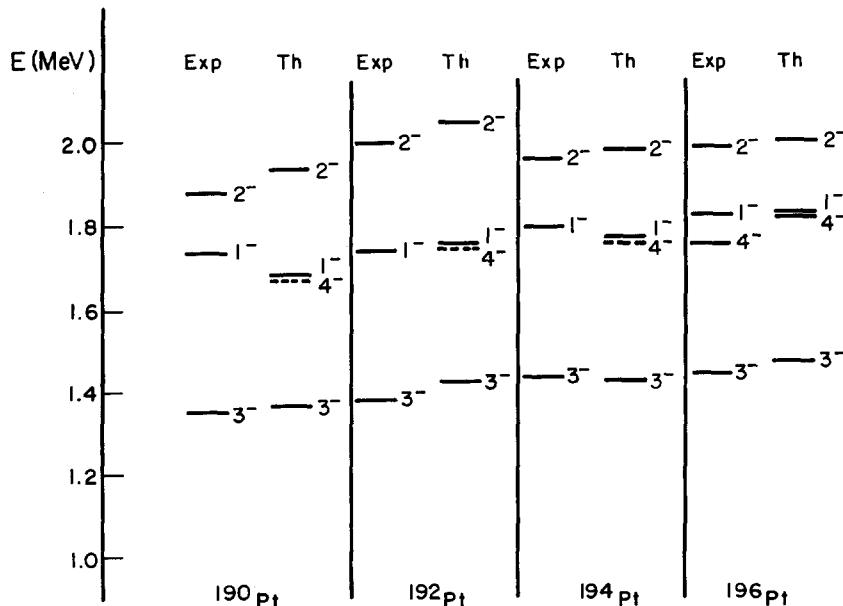 E (MeV) Exp Th Exp Th Exp Th Exp Th
2.0
1.8
1.6
1.4
1.2
1.0
2⁻ 2⁻ 2⁻ 2⁻ 2⁻ 2⁻ 2⁻ 2⁻
1⁻ 1⁻ 1⁻ 1⁻ 1⁻ 1⁻ 1⁻ 1⁻
4⁻ 4⁻ 4⁻ 4⁻ 4⁻
3⁻ 3⁻ 3⁻ 3⁻ 3⁻ 3⁻ 3⁻ 3⁻
¹⁹⁰Pt ¹⁹²Pt ¹⁹⁴Pt ¹⁹⁶Pt